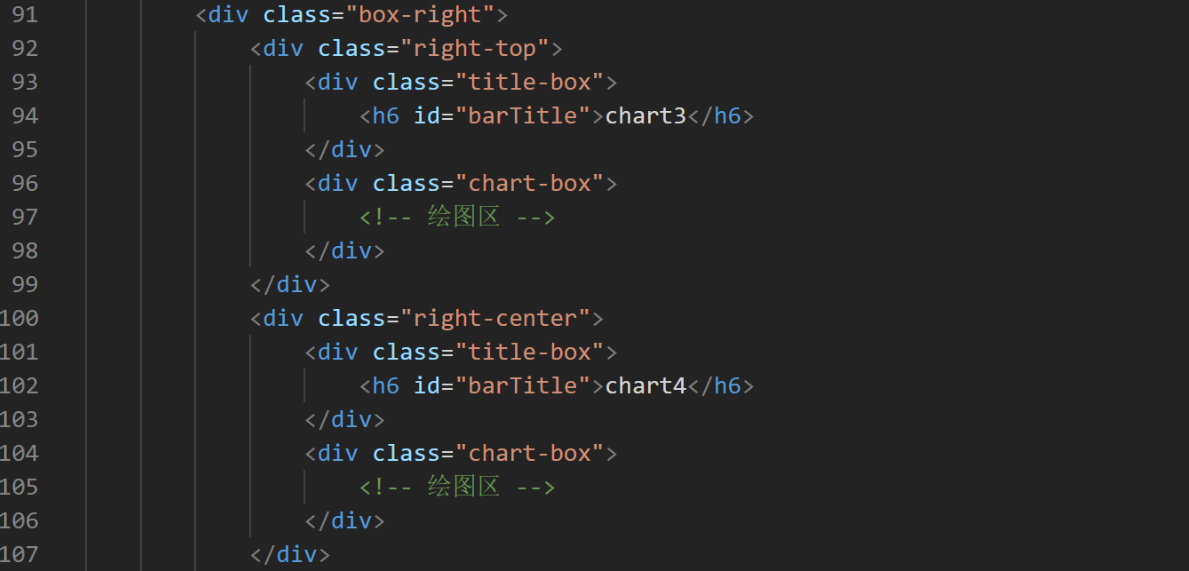 91 <div class="box-right">
92 <div class="right-top">
93 <div class="title-box">
94 <h6 id="barTitle">chart3</h6>
95 </div>
96 <div class="chart-box">
97 <!-- 绘图区 -->
98 </div>
99 </div>
100 <div class="right-center">
101 <div class="title-box">
102 <h6 id="barTitle">chart4</h6>
103 </div>
104 <div class="chart-box">
105 <!-- 绘图区 -->
106 </div>
107 </div>